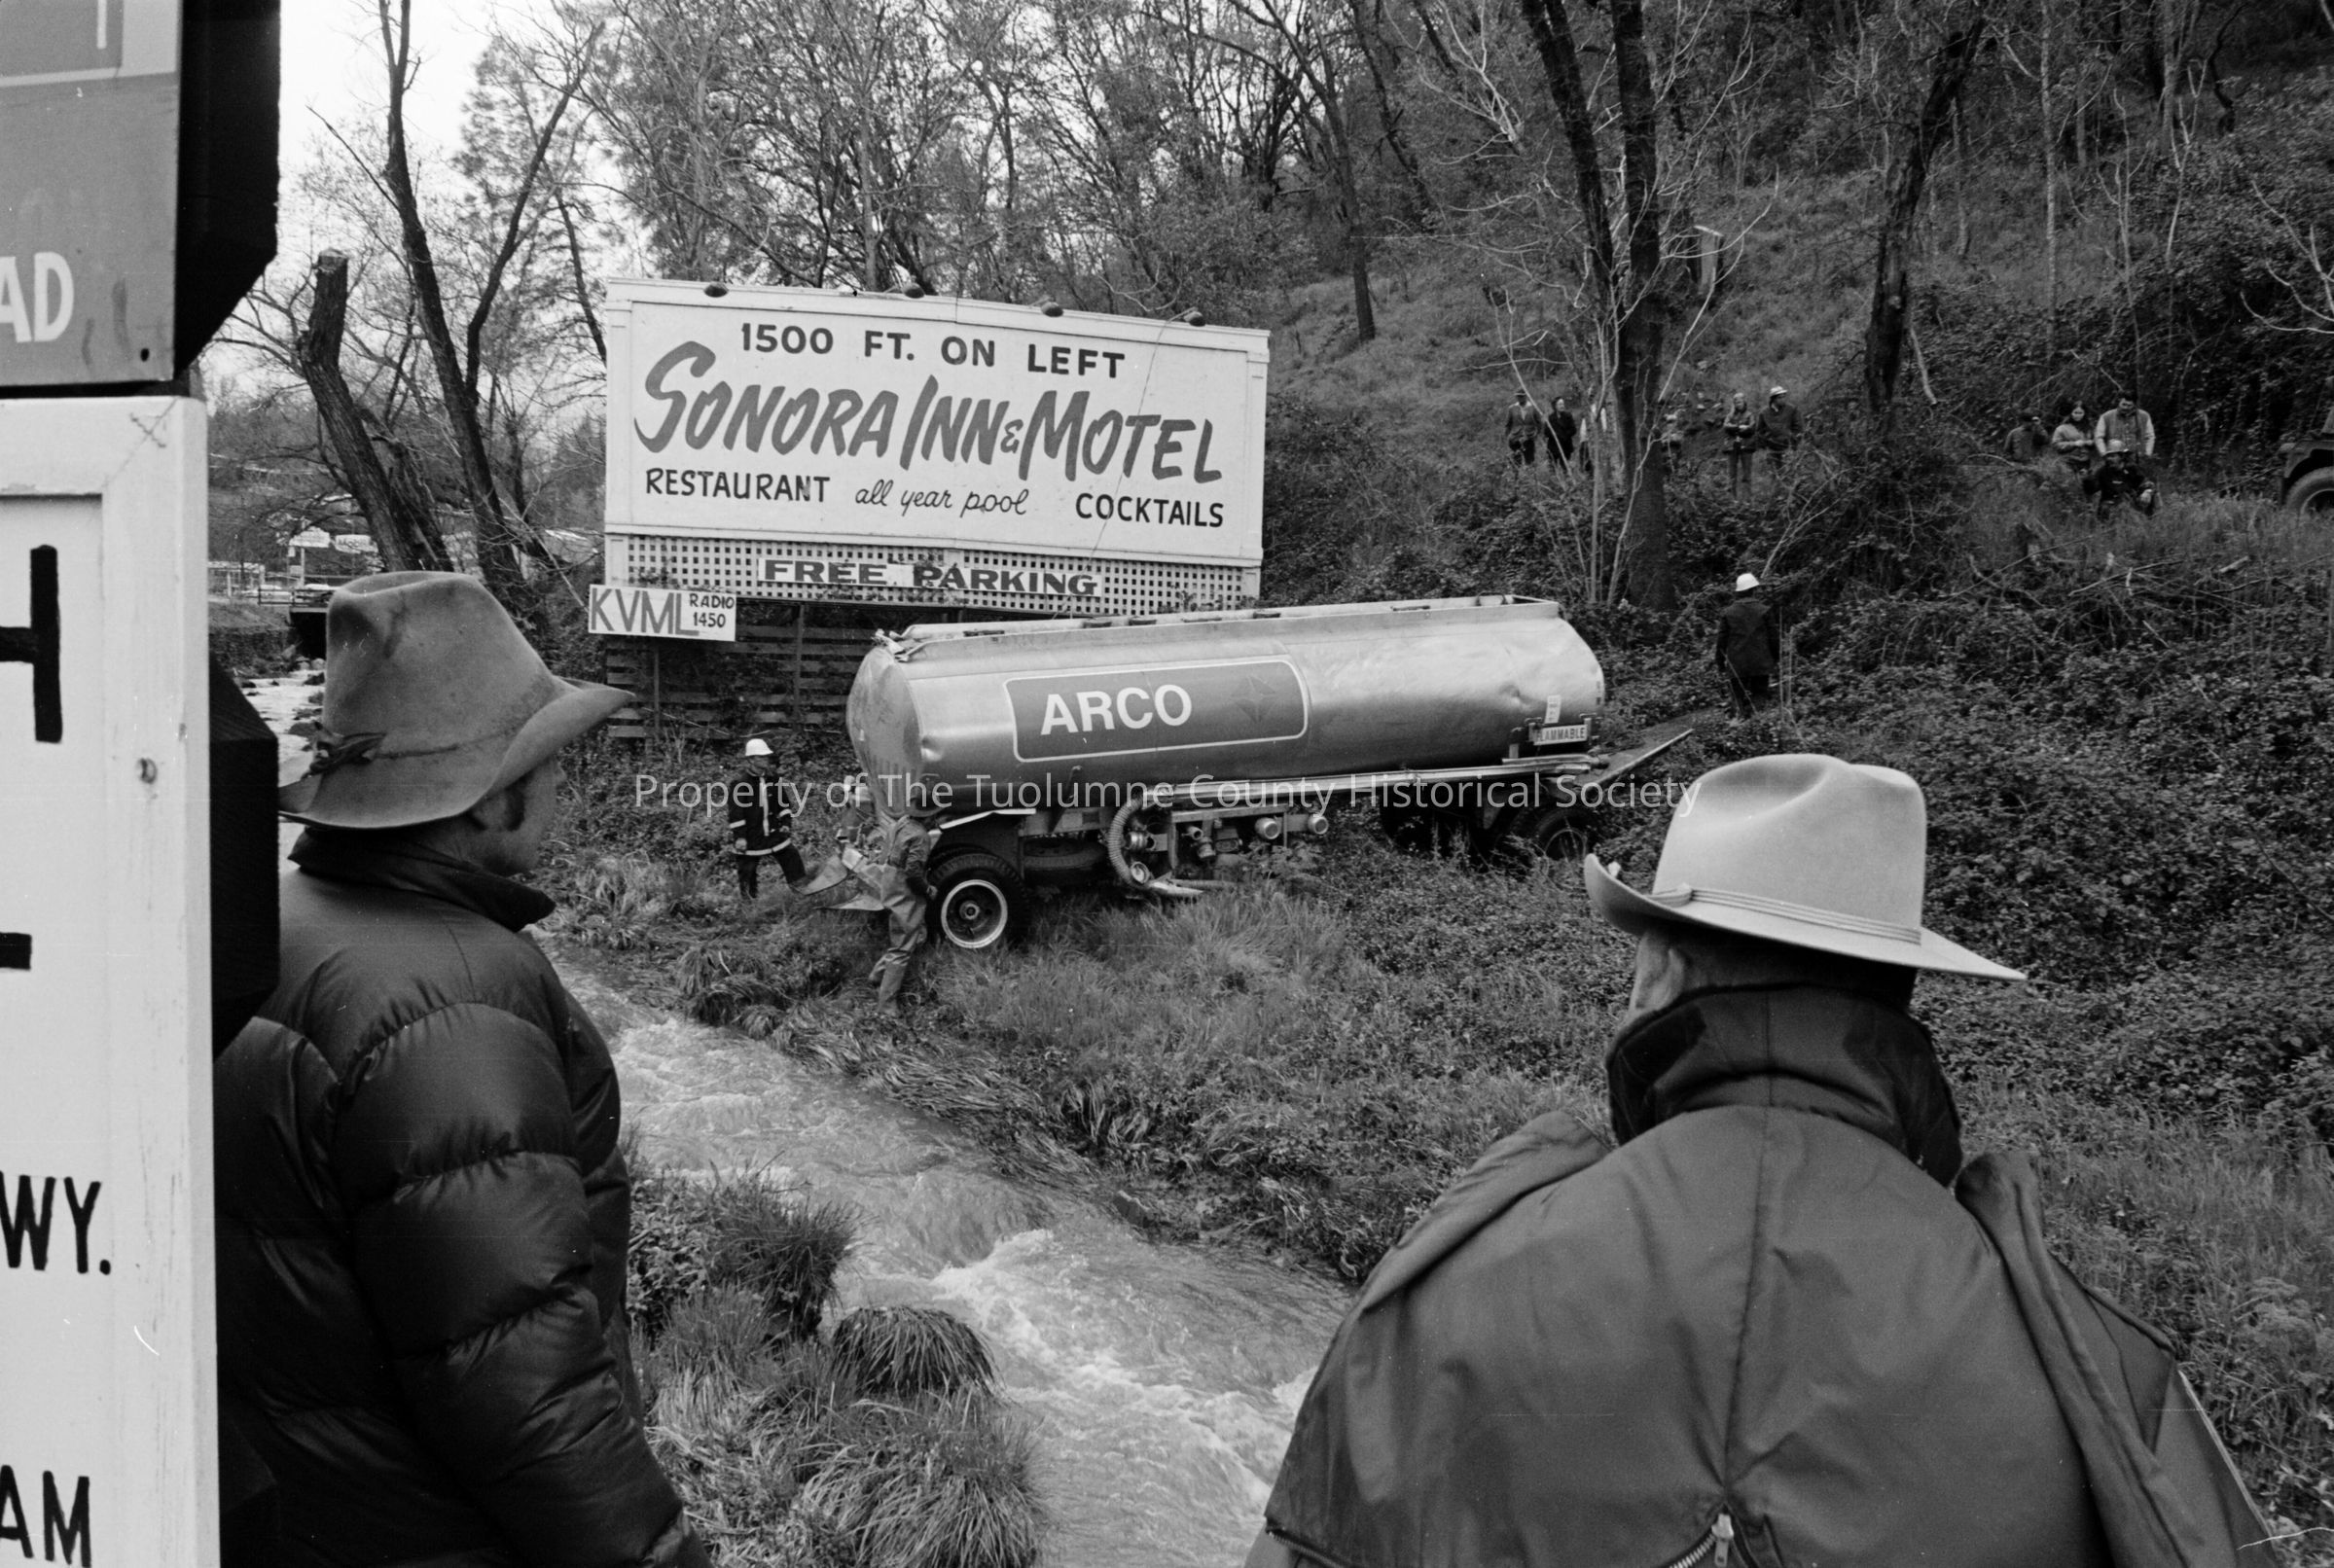 1500 FT. ON LEFT
SONORA INN & MOTEL
RESTAURANT all year pool COCKTAILS
FREE PARKING
KVML RADIO
1450
ARCO
FLAMMABLE
Property of The Tuolumne County Historical Society
AD
H
WY.
AM